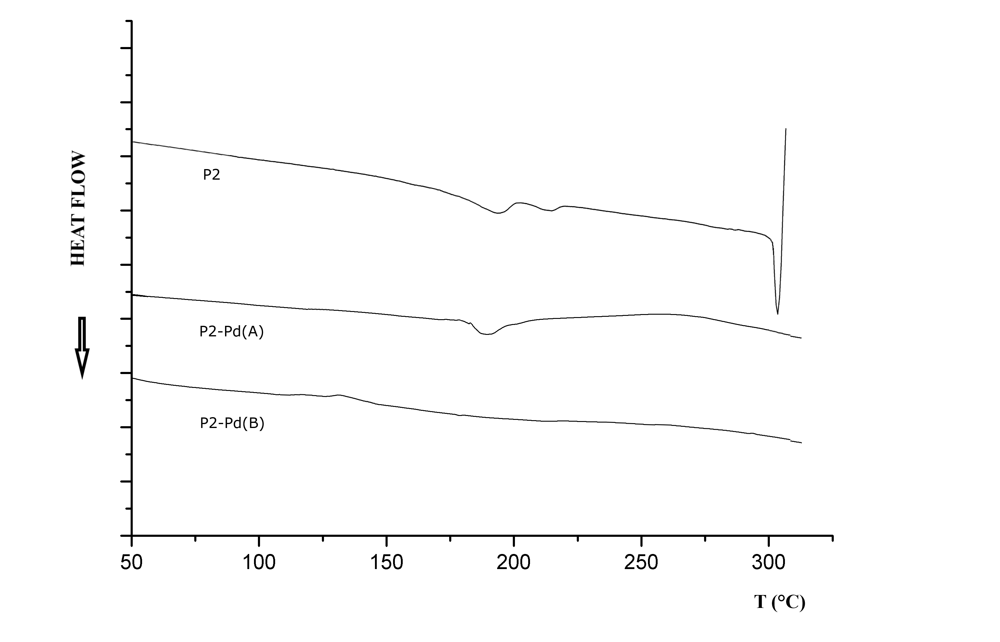 HEAT FLOW
P2
P2-Pd(A)
P2-Pd(B)
50 100 150 200 250 300
T (°C)